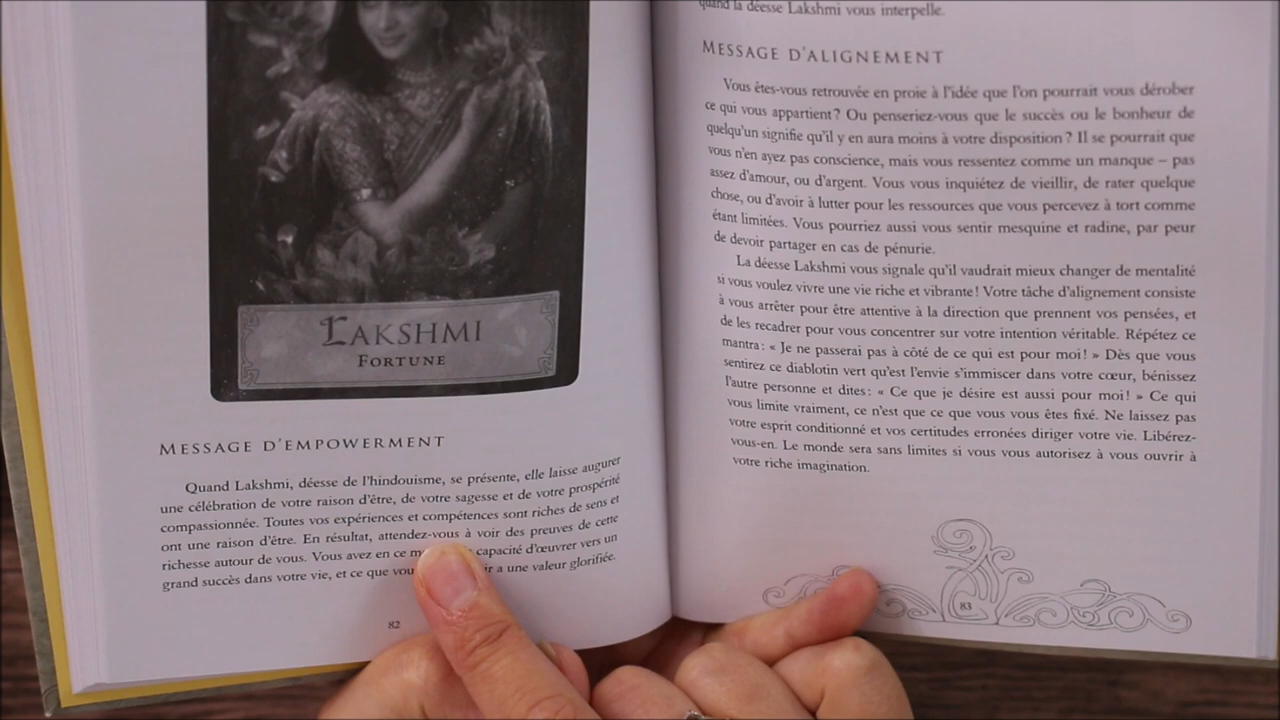 LAKSHMI
FORTUNE
MESSAGE D'EMPOWERMENT
Quand Lakshmi, déesse de l'hindouisme, se présente, elle laisse augurer
une célébration de votre raison d'être, de votre sagesse et de votre prospérité
compassionnée. Toutes vos expériences et compétences sont riches de sens et
ont une raison d'être. En résultat, attendez-vous à voir des preuves de cette
richesse autour de vous. Vous avez en ce capacité d'œuvrer vers un
grand succès dans votre vie, et ce que a une valeur glorifiée.
82
quand la déesse Lakshmi vous interpelle.
MESSAGE D'ALIGNEMENT
Vous êtes-vous retrouvée en proie à l'idée que l'on pourrait vous dérober
ce qui vous appartient ? Ou penseriez-vous que le succès ou le bonheur de
quelqu'un signifie qu'il y en aura moins à votre disposition ? Il se pourrait que
vous n'en ayez pas conscience, mais vous ressentez comme un manque – pas
assez d'amour, ou d'argent. Vous vous inquiétez de vieillir, de rater quelque
chose, ou d'avoir à lutter pour les ressources que vous percevez à tort comme
étant limitées. Vous pourriez aussi vous sentir mesquine et radine, par peur
de devoir partager en cas de pénurie.
La déesse Lakshmi vous signale qu'il vaudrait mieux changer de mentalité
si vous voulez vivre une vie riche et vibrante ! Votre tâche d'alignement consiste
à vous arrêter pour être attentive à la direction que prennent vos pensées, et
de les recadrer pour vous concentrer sur votre intention véritable. Répétez ce
mantra : « Je ne passerai pas à côté de ce qui est pour moi ! » Dès que vous
sentirez ce diablotin vert qu'est l'envie s'immiscer dans votre cœur, bénissez
l'autre personne et dites : « Ce que je désire est aussi pour moi ! » Ce qui
vous limite vraiment, ce n'est que ce que vous vous êtes fixé. Ne laissez pas
votre esprit conditionné et vos certitudes erronées diriger votre vie. Libérez-
vous-en. Le monde sera sans limites si vous vous autorisez à vous ouvrir à
votre riche imagination.
83